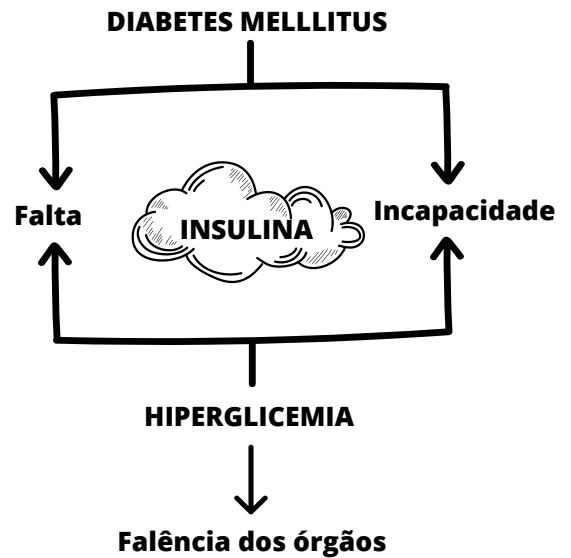 DIABETES MELLLITUS
Falta
INSULINA
Incapacidade
HIPERGLICEMIA
Falência dos órgãos